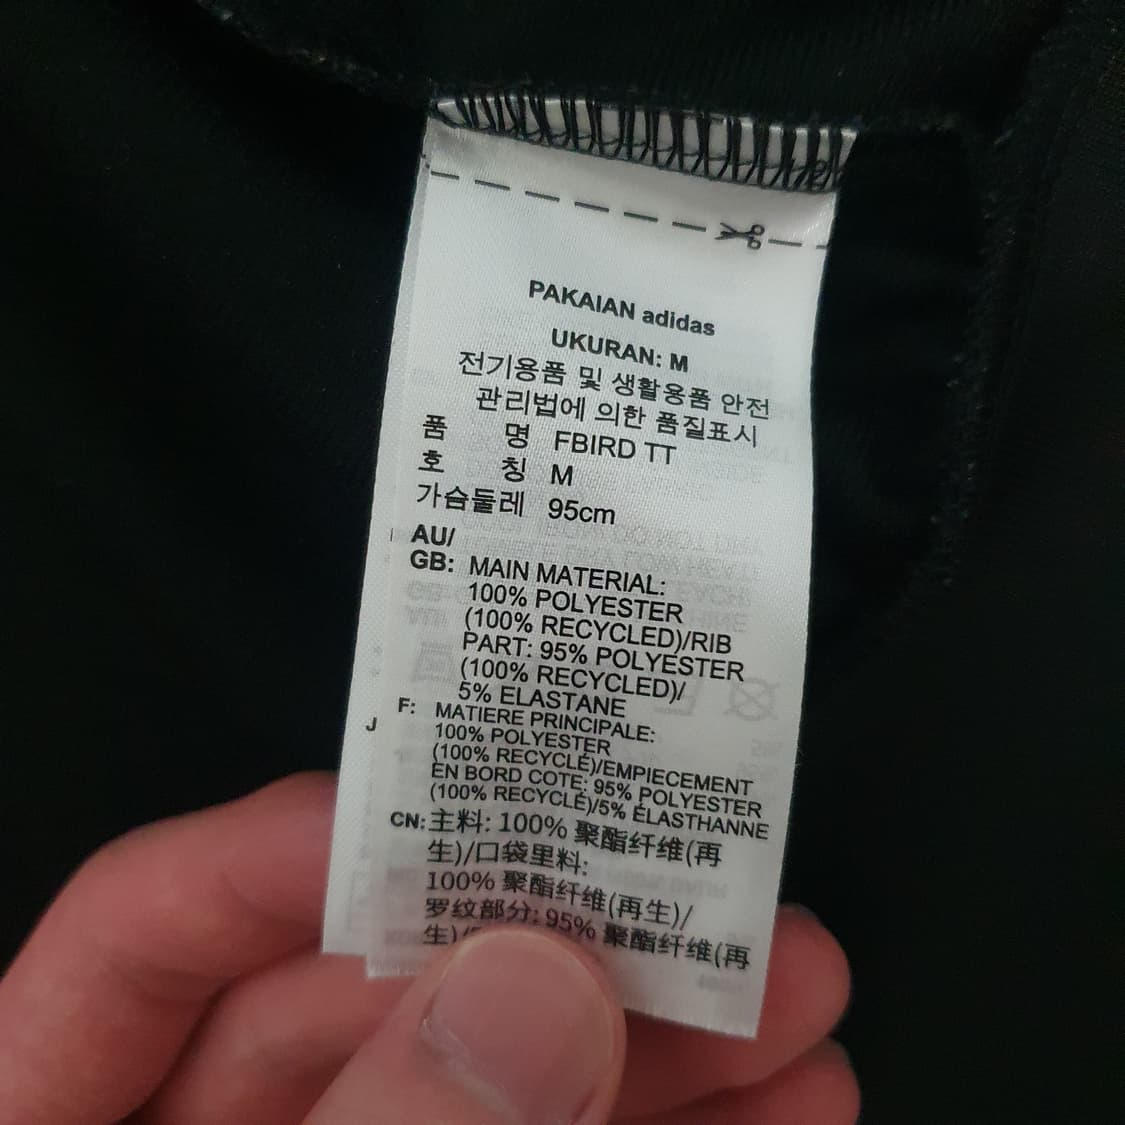 PAKAIAN adidas
UKURAN: M
전기용품 및 생활용품 안전
관리법에 의한 품질표시
품 명 FBIRD TT
호 칭 M
가슴둘레 95cm
AU/
GB: MAIN MATERIAL:
100% POLYESTER
(100% RECYCLED)/RIB
PART: 95% POLYESTER
(100% RECYCLED)/
5% ELASTANE
F: MATIERE PRINCIPALE:
100% POLYESTER
(100% RECYCLÉ)/EMPIECEMENT
EN BORD COTE: 95% POLYESTER
(100% RECYCLÉ)/5% ÉLASTHANNE
J
CN: 主料: 100% 聚酯纤维(再
生)/口袋里料:
100% 聚酯纤维(再生)/
罗纹部分: 95% 聚酯纤维(再
生)/